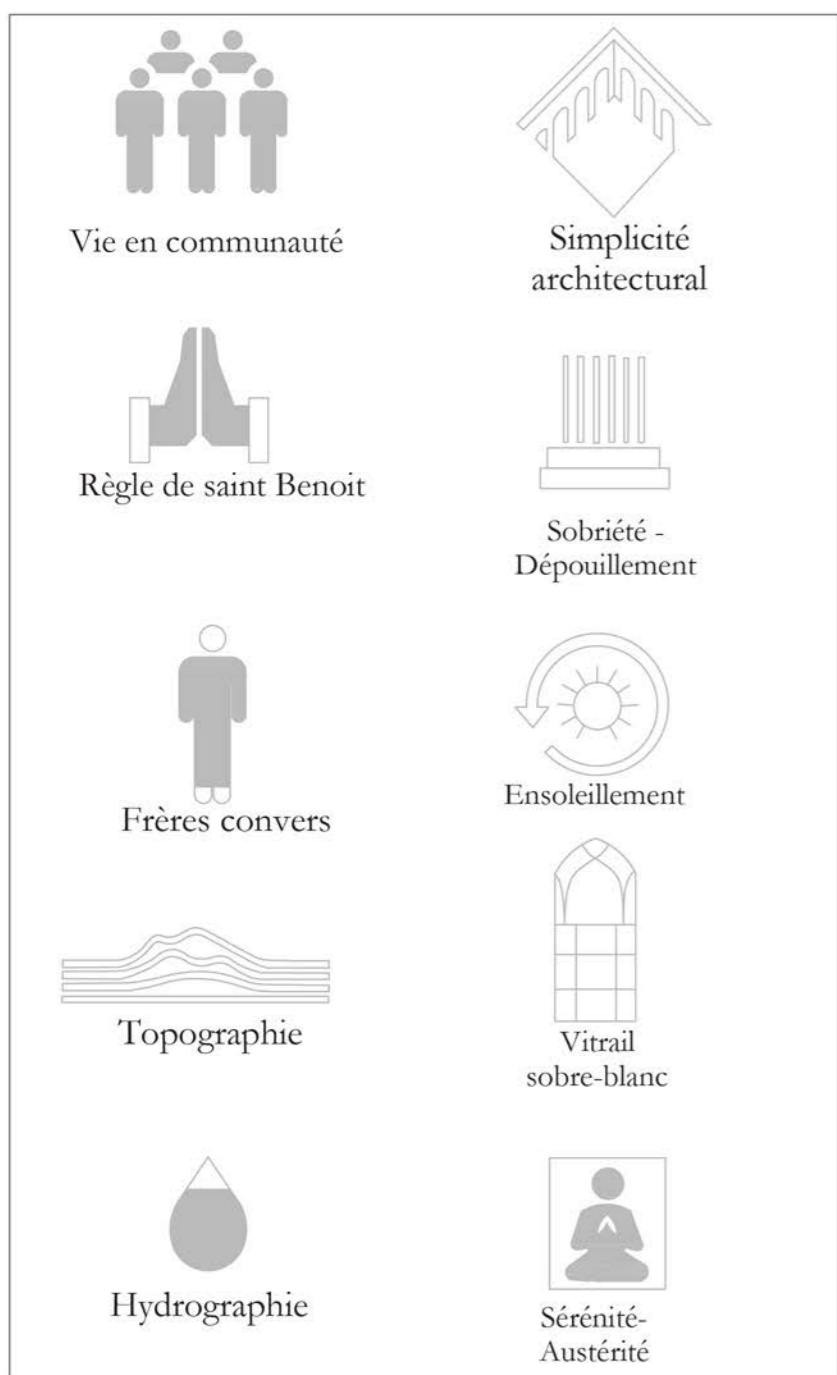 Vie en communauté
Simplicité
architectural
Règle de saint Benoit
Sobriété -
Dépouillement
Frères convers
Ensoleillement
Topographie
Vitrail
sobre-blanc
Hydrographie
Sérénité-
Austérité